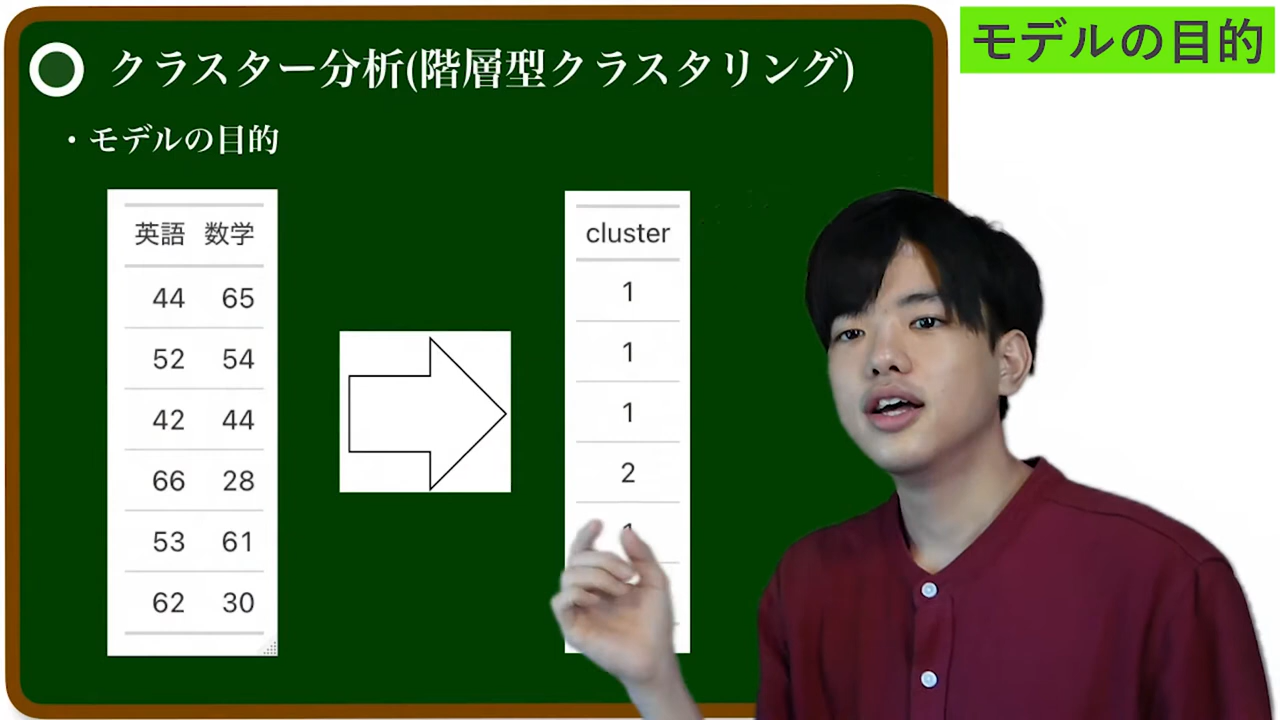 モデルの目的
クラスター分析(階層型クラスタリング)
・モデルの目的
英語 数学
44 65
52 54
42 44
66 28
53 61
62 30
cluster
1
1
1
2
1